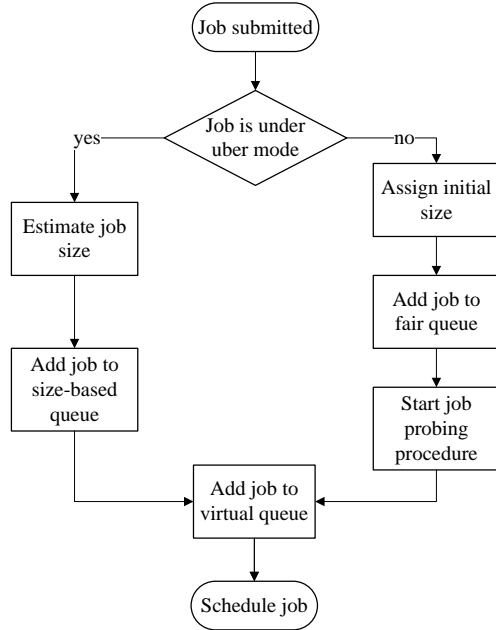 Job submitted
Job is under
uber mode
yes
no
Estimate job
size
Assign initial
size
Add job to
fair queue
Add job to
size-based
queue
Start job
probing
procedure
Add job to
virtual queue
Schedule job